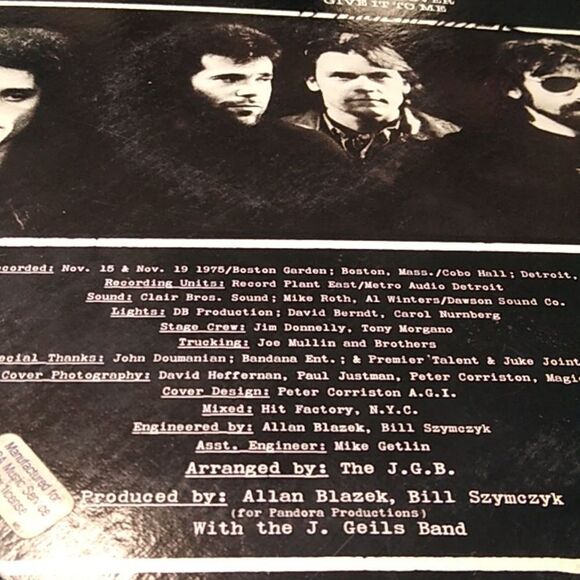 GIVE IT TO ME
Recorded: Nov. 15 & Nov. 19 1975/Boston Garden; Boston, Mass./Cobo Hall; Detroit,
Recording Units: Record Plant East/Metro Audio Detroit
Sound: Clair Bros. Sound; Mike Roth, Al Winters/Dawson Sound Co.
Lights: DB Production; David Berndt, Carol Nurnberg
Stage Crew: Jim Donnelly, Tony Morgano
Trucking: Joe Mullin and Brothers
ecial Thanks: John Doumanian; Bandana Ent.; & Premier Talent & Juke Joint
Cover Photography: David Heffernan, Paul Justman, Peter Corriston, Magi
Cover Design: Peter Corriston A.G.I.
Mixed: Hit Factory, N.Y.C.
Engineered by: Allan Blazek, Bill Szymczyk
Asst. Engineer: Mike Getlin
Arranged by: The J.G.B.
Produced by: Allan Blazek, Bill Szymczyk
(for Pandora Productions)
With the J. Geils Band
Manufactured for
A Music Service
License